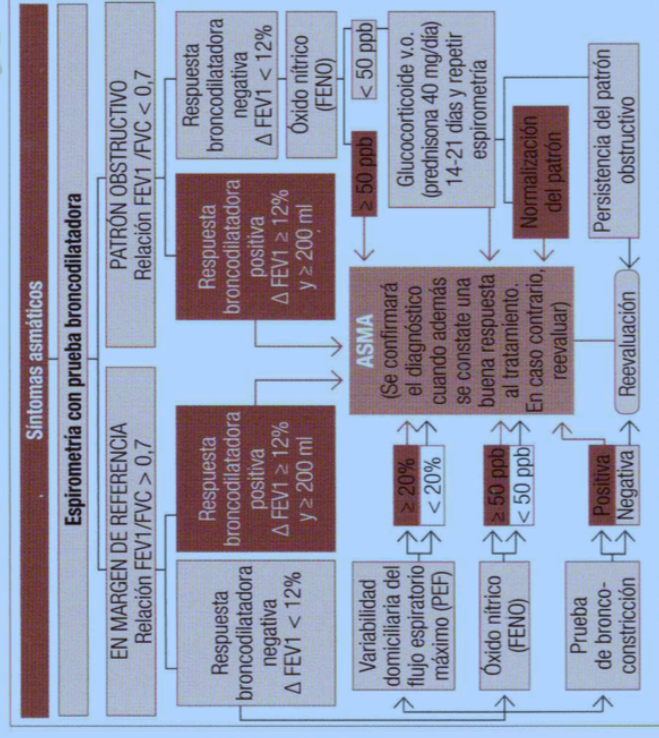 Síntomas asmáticos
Espirometría con prueba broncodilatadora
EN MARGEN DE REFERENCIA
Relación FEV1/FVC > 0,7
PATRÓN OBSTRUCTIVO
Relación FEV1 /FVC < 0,7
Respuesta
broncodilatadora
negativa
Δ FEV1 < 12%
Respuesta
broncodilatadora
positiva
Δ FEV1 ≥ 12%
y ≥ 200 ml
Respuesta
broncodilatadora
positiva
Δ FEV1 ≥ 12%
y ≥ 200 ml
Respuesta
broncodilatadora
negativa
Δ FEV1 < 12%
Óxido nítrico
(FENO)
≥ 50 ppb
< 50 ppb
Variabilidad
domiciliaria del
flujo espiratorio
máximo (PEF)
≥ 20%
< 20%
Óxido nítrico
(FENO)
≥ 50 ppb
< 50 ppb
Prueba
de bronco-
constricción
Positiva
Negativa
ASMA
(Se confirmará
el diagnóstico
cuando además
se constate una
buena respuesta
al tratamiento.
En caso contrario,
reevaluar)
Glucocorticoide v.o.
(prednisona 40 mg/día)
14-21 días y repetir
espirometría
Normalización
del patrón
Persistencia del patrón
obstructivo
Reevaluación